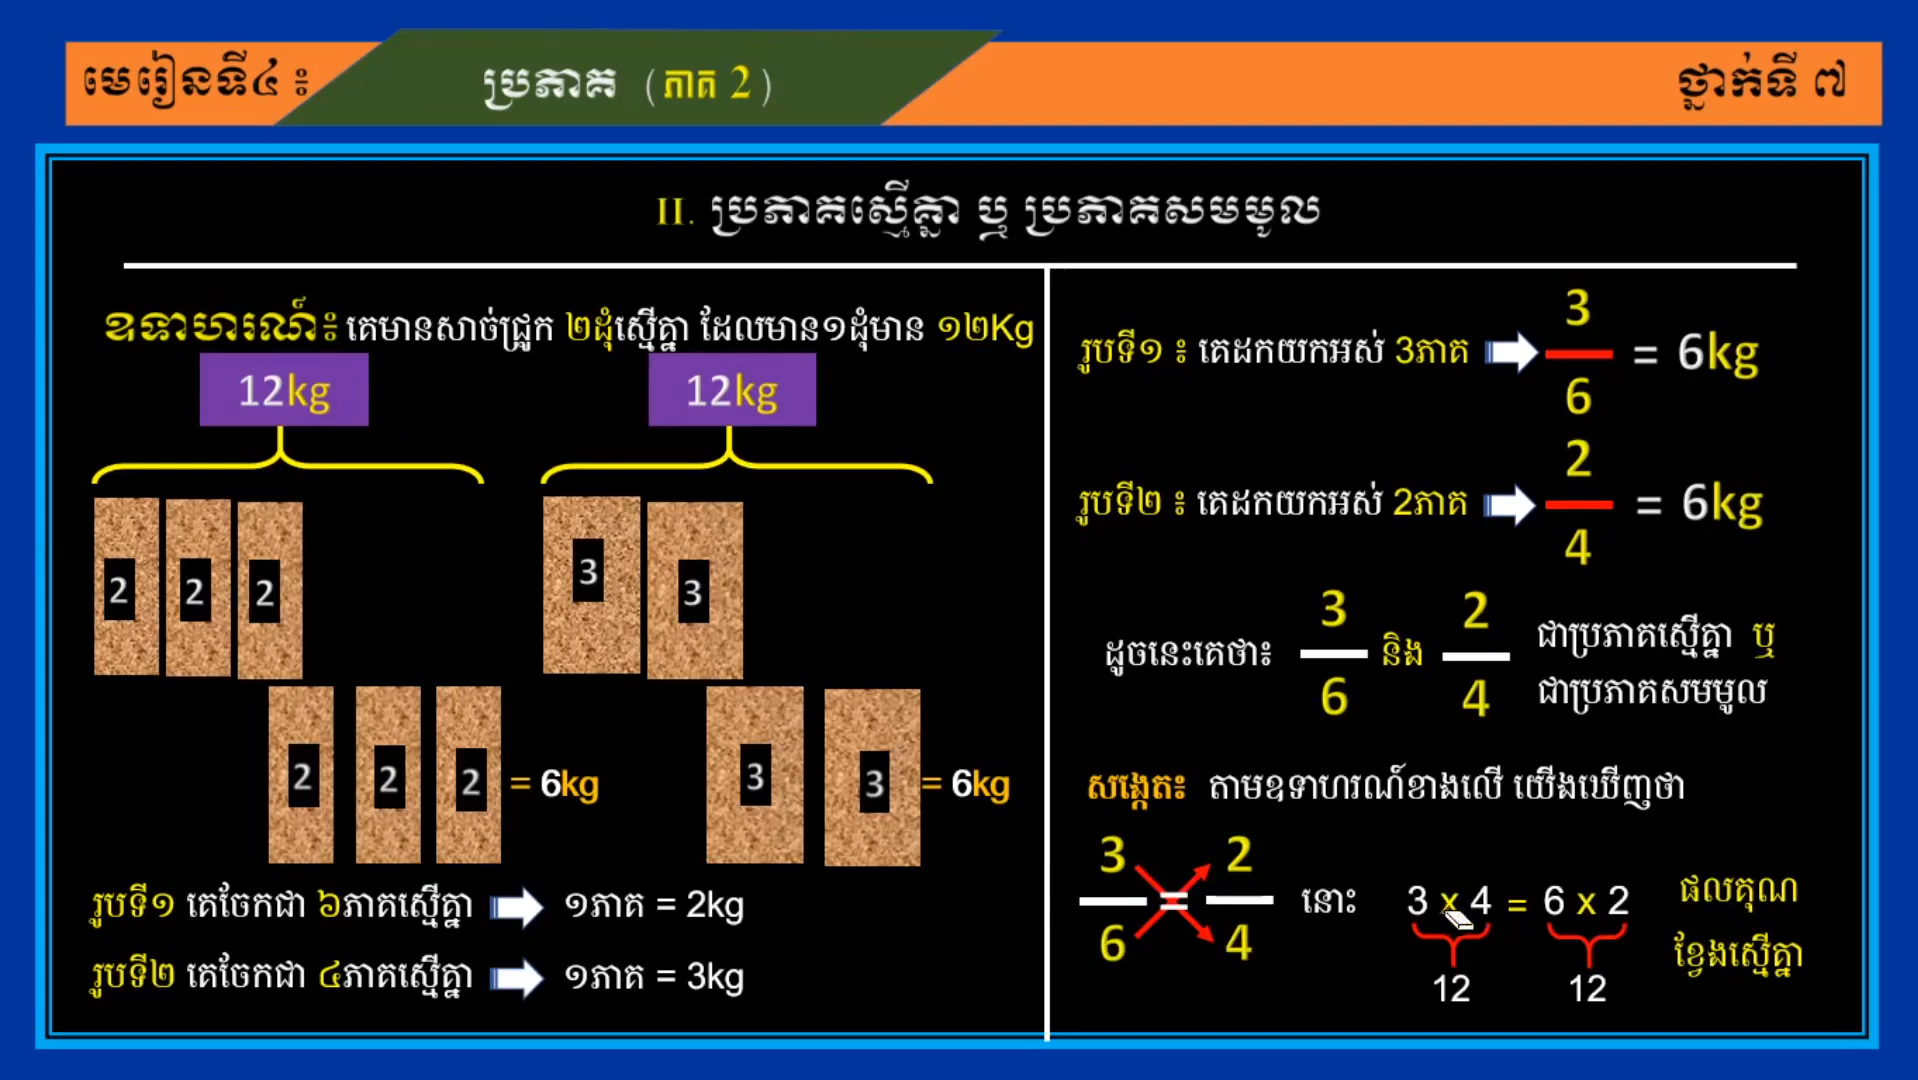 មេរៀនទី៤ ៖
ប្រភាគ (ភាគ 2)
ថ្នាក់ទី ៧
II. ប្រភាគស្មើគ្នា ឬ ប្រភាគសមមូល
ឧទាហរណ៍៖ គេមានសាច់ជ្រូក ២ដុំស្មើគ្នា ដែលមាន១ដុំមាន ១២Kg
12kg 12kg
2 2 2 3 3
2 2 2 = 6kg 3 3 = 6kg
រូបទី១ គេចែកជា ៦ភាគស្មើគ្នា ១ភាគ = 2kg
រូបទី២ គេចែកជា ៤ភាគស្មើគ្នា ១ភាគ = 3kg
3
រូបទី១ ៖ គេដកយកអស់ 3ភាគ = 6kg
6
2
រូបទី២ ៖ គេដកយកអស់ 2ភាគ = 6kg
4
3 2
ដូចនេះគេថា៖ និង ជាប្រភាគស្មើគ្នា ឬ
6 4 ជាប្រភាគសមមូល
សង្កេត៖ តាមឧទាហរណ៍ខាងលើ យើងឃើញថា
3 2
= នោះ 3 x 4 = 6 x 2 ផលគុណ
6 4 ខ្វែងស្មើគ្នា
12 12